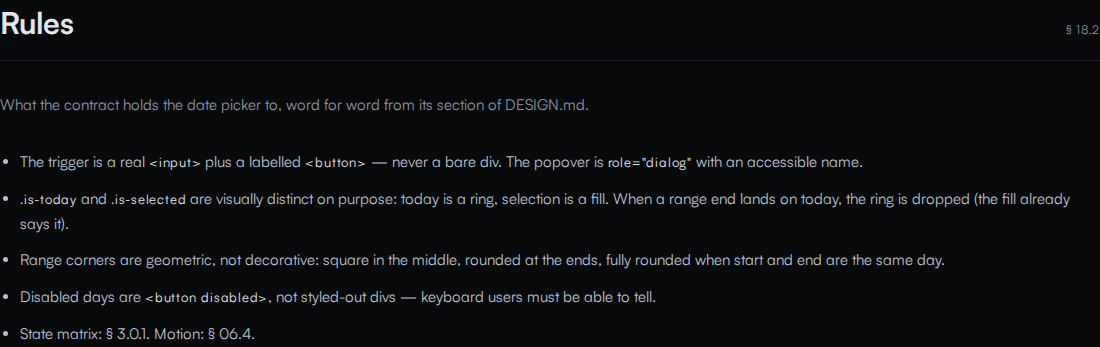 Rules
§ 18.2
What the contract holds the date picker to, word for word from its section of DESIGN.md.
• The trigger is a real <input> plus a labelled <button> — never a bare div. The popover is role="dialog" with an accessible name.
• .is-today and .is-selected are visually distinct on purpose: today is a ring, selection is a fill. When a range end lands on today, the ring is dropped (the fill already
says it).
• Range corners are geometric, not decorative: square in the middle, rounded at the ends, fully rounded when start and end are the same day.
• Disabled days are <button disabled>, not styled-out divs — keyboard users must be able to tell.
• State matrix: § 3.0.1. Motion: § 06.4.